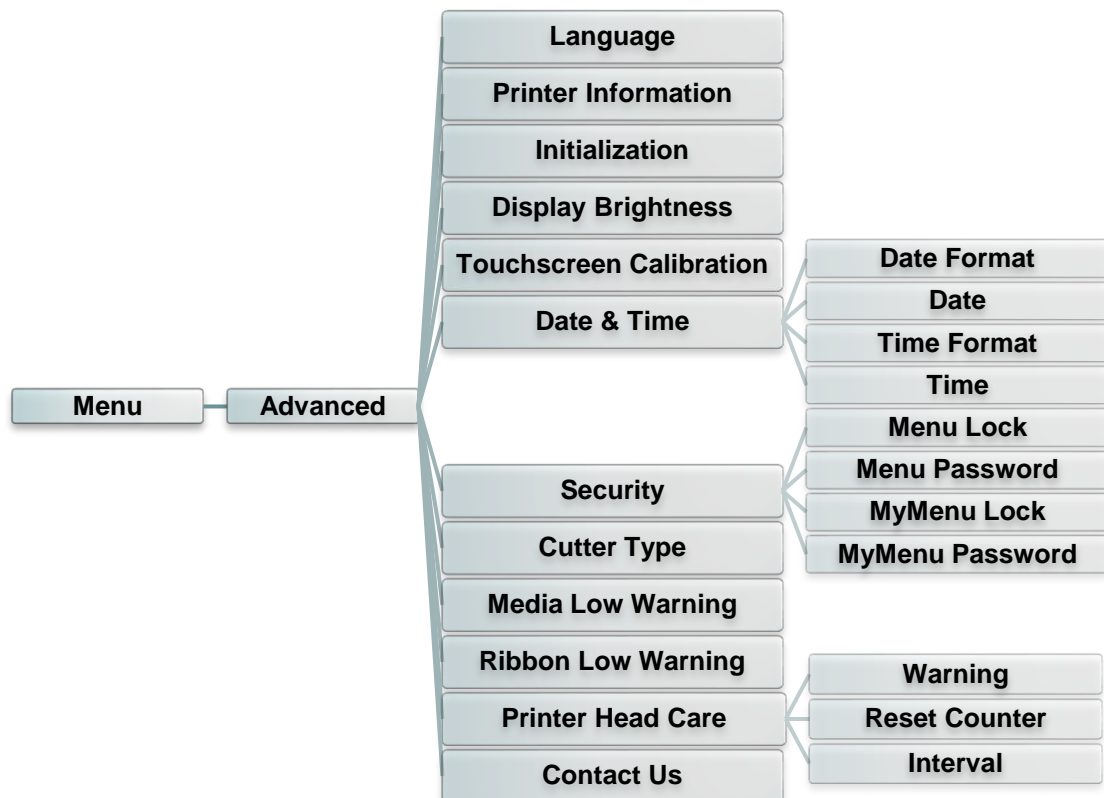 Language
Printer Information
Initialization
Display Brightness
Touchscreen Calibration
Date & Time
Date Format
Date
Time Format
Time
Menu
Advanced
Security
Menu Lock
Menu Password
MyMenu Lock
MyMenu Password
Cutter Type
Media Low Warning
Ribbon Low Warning
Printer Head Care
Warning
Reset Counter
Interval
Contact Us